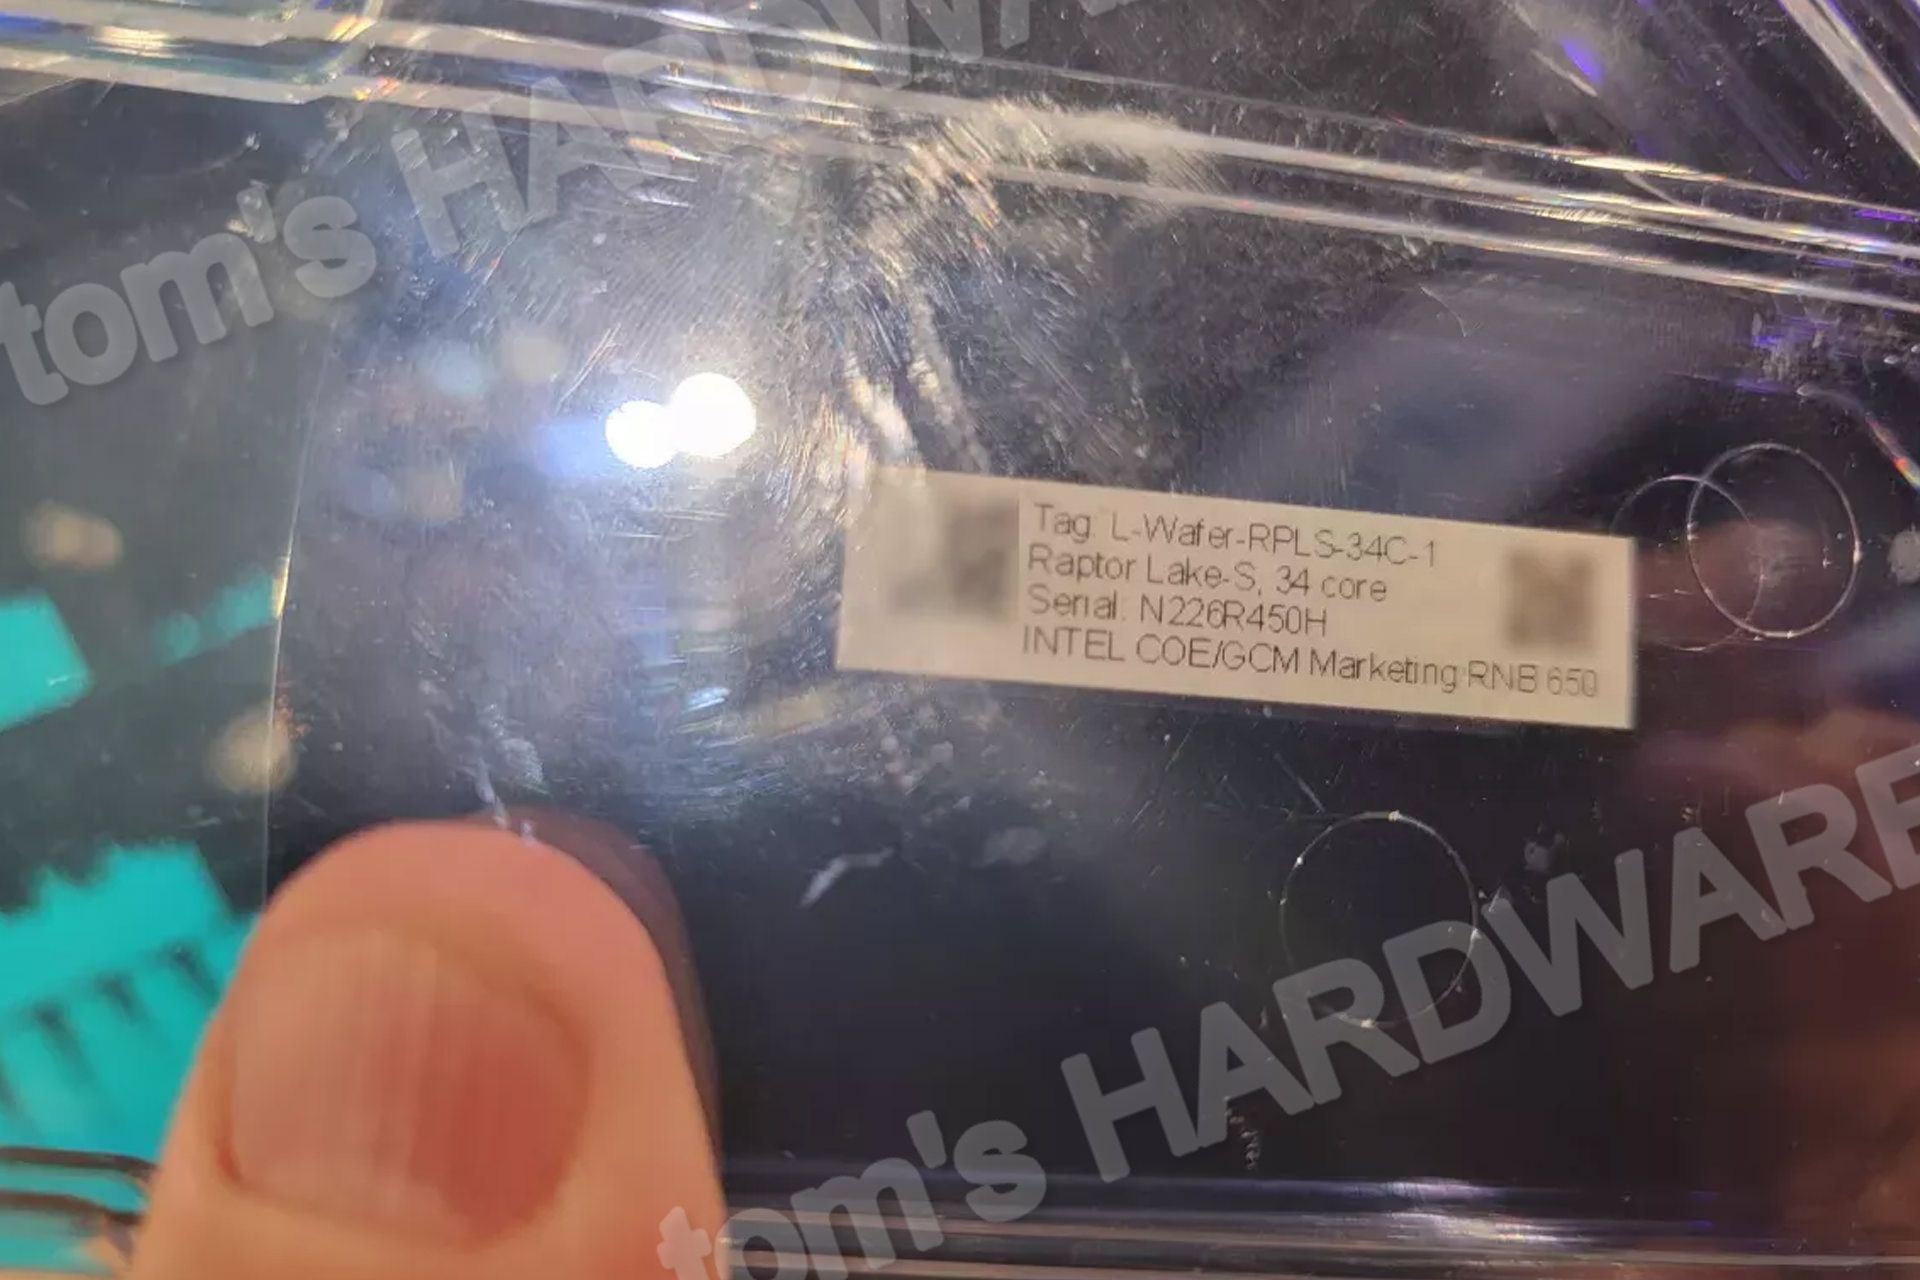 tom's HARDWARE
Tag: L-Wafer-RPLS-34C-1
Raptor Lake-S, 34 core
Serial: N226R450H
INTEL COE/GCM Marketing RNB 650
tom's HARDWARE